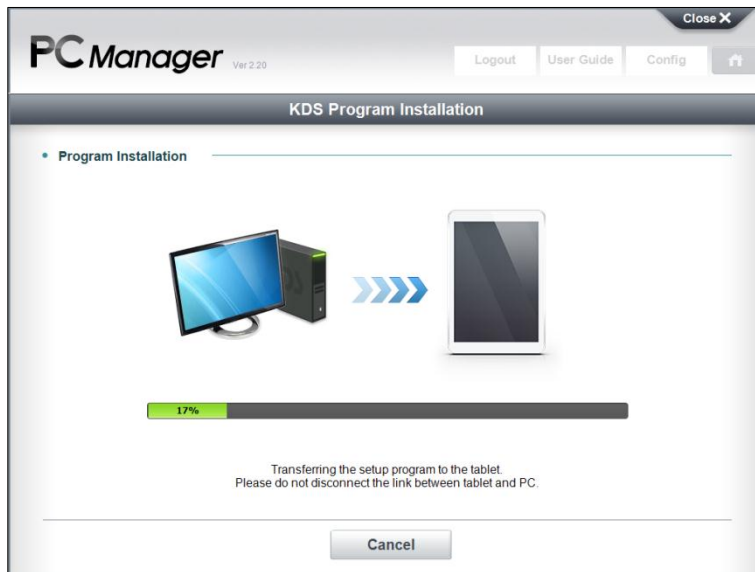 Close X
PC Manager Ver 2.20
Logout User Guide Config
KDS Program Installation
• Program Installation
17%
Transferring the setup program to the tablet.
Please do not disconnect the link between tablet and PC.
Cancel